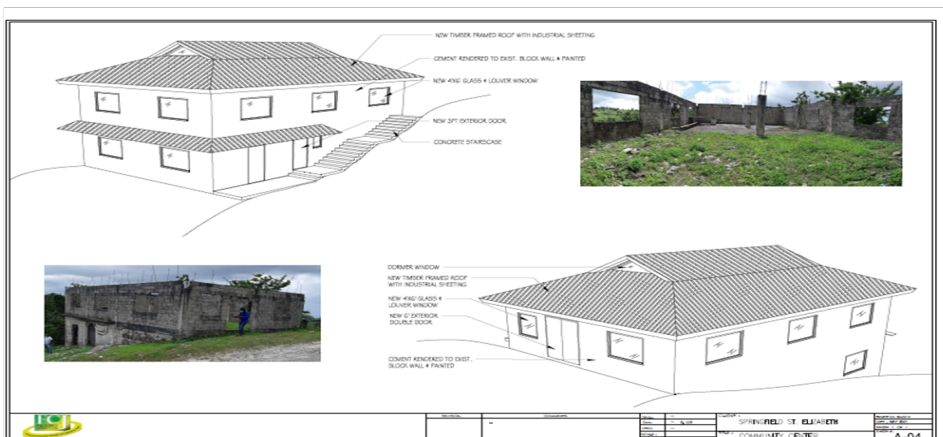 NEW TIMBER FRAMED ROOF WITH INDUSTRIAL SHEETING
CEMENT RENDERED TO EXIST. BLOCK WALL & PAINTED
NEW 4'X6' GLASS & LOUVER WINDOW
NEW 3FT EXTERIOR DOOR
CONCRETE STAIRSCASE
DORMER WINDOW
NEW TIMBER FRAMED ROOF
WITH INDUSTRIAL SHEETING
NEW 4'X6' GLASS &
LOUVER WINDOW
NEW 6' EXTERIOR
DOUBLE DOOR
CEMENT RENDERED TO EXIST.
BLOCK WALL & PAINTED
SPRINGFIELD ST. ELIZABETH
COMMUNITY CENTER
A-04